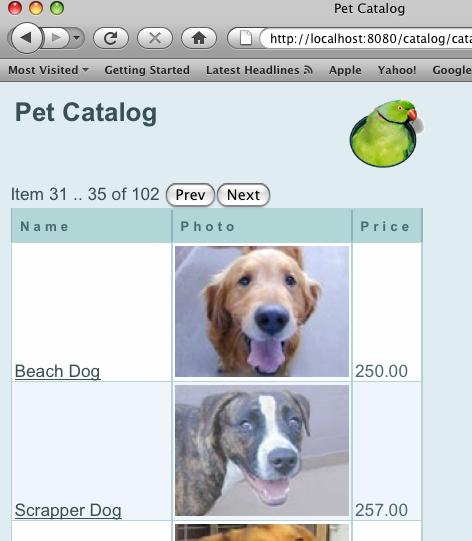 Pet Catalog
http://localhost:8080/catalog/cata
Most Visited Getting Started Latest Headlines Apple Yahoo! Google
Pet Catalog
Item 31 .. 35 of 102 Prev Next
Name Photo Price
Beach Dog 250.00
Scrapper Dog 257.00